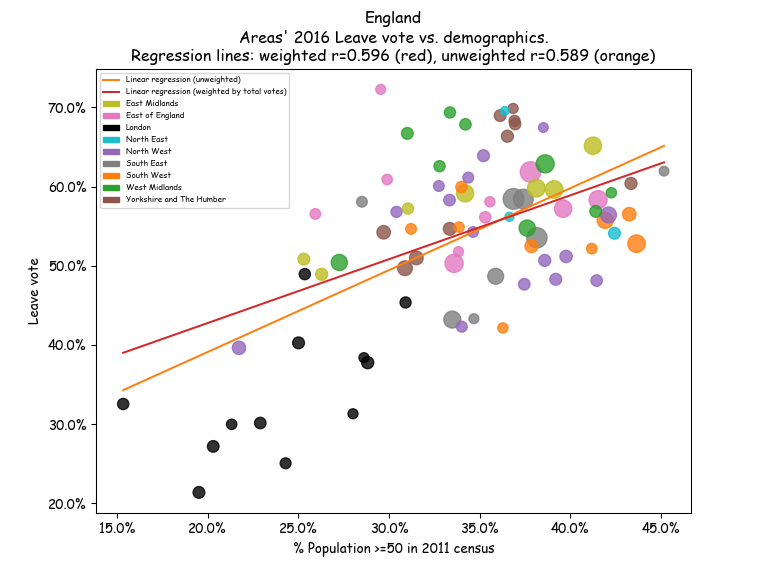 England
Areas' 2016 Leave vote vs. demographics.
Regression lines: weighted r=0.596 (red), unweighted r=0.589 (orange)
Linear regression (unweighted)
Linear regression (weighted by total votes)
East Midlands
East of England
London
North East
North West
South East
South West
West Midlands
Yorkshire and The Humber
70.0%
60.0%
50.0%
40.0%
30.0%
20.0%
Leave vote
15.0% 20.0% 25.0% 30.0% 35.0% 40.0% 45.0%
% Population >=50 in 2011 census